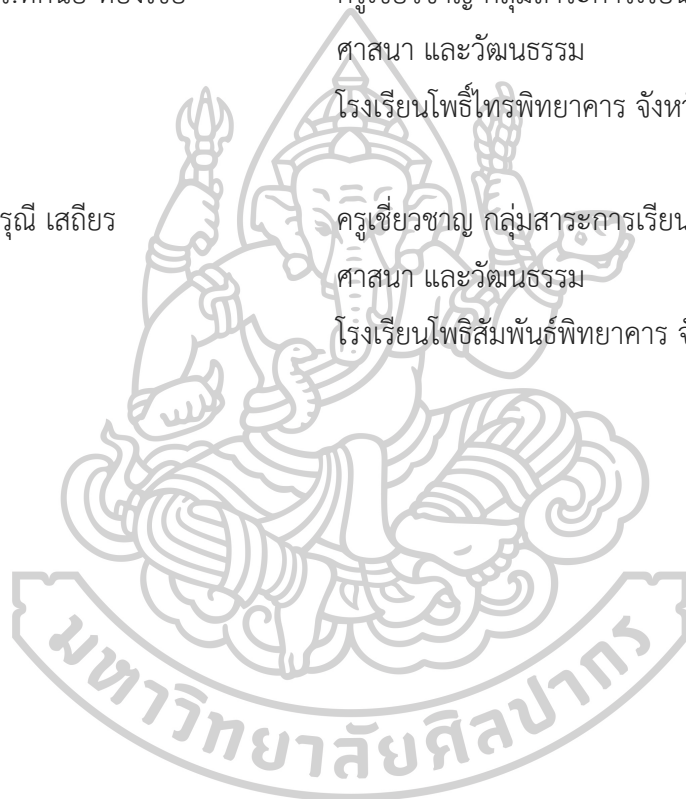 ศาสนา และวัฒนธรรม
โรงเรียนโพธิ์ไทรพิทยาคาร
รุณี เสถียร ครูเชี่ยวชาญ กลุ่มสาระการเรียน
ศาสนา และวัฒนธรรม
โรงเรียนโพธิสัมพันธ์พิทยาคาร
มหาวิทยาลัยศิลปากร